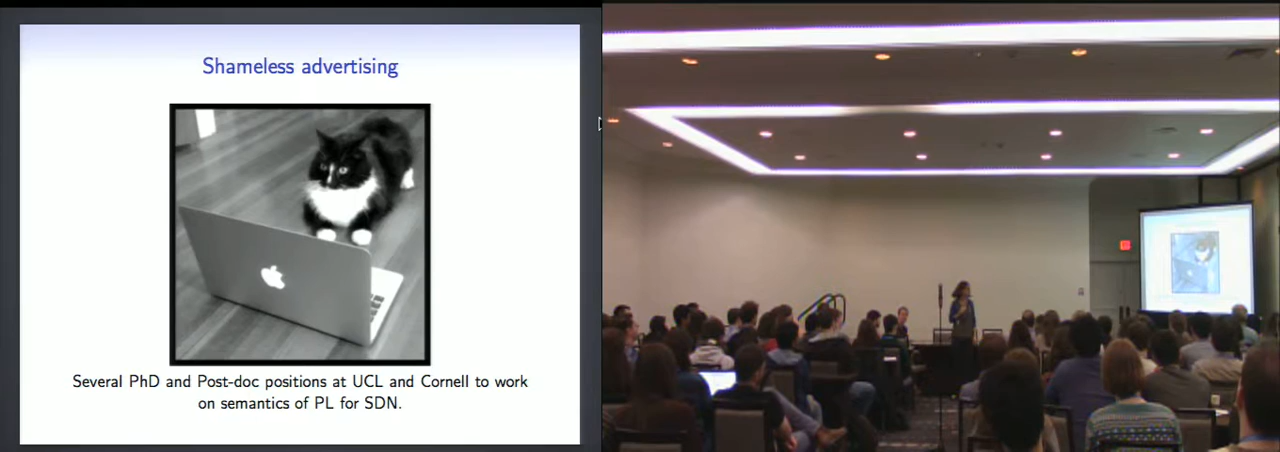 Shameless advertising
Several PhD and Post-doc positions at UCL and Cornell to work
on semantics of PL for SDN.